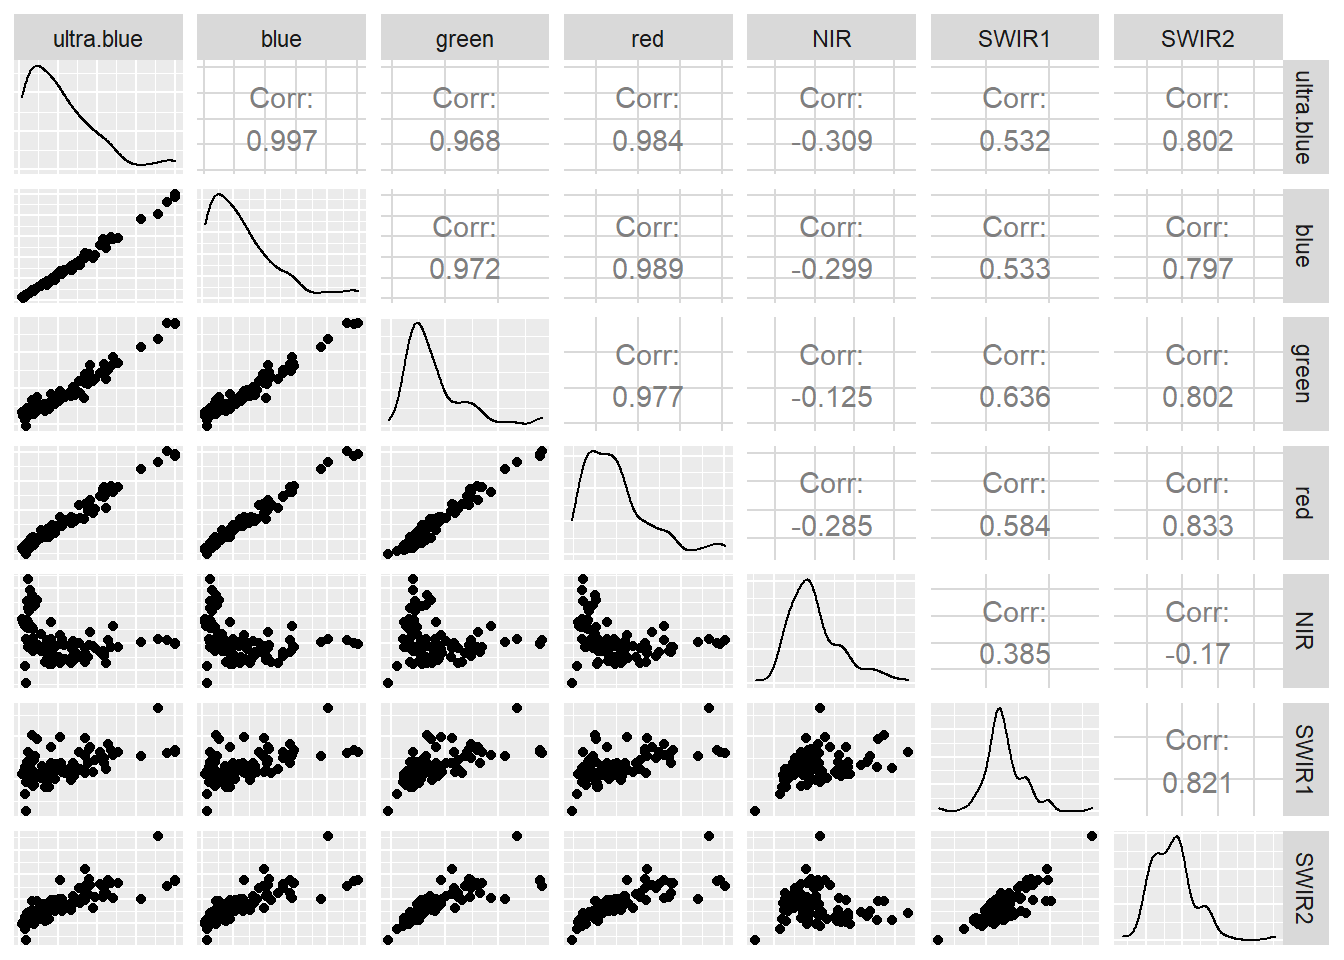 ultra.blue blue green red NIR SWIR1 SWIR2
Corr: Corr: Corr: Corr: Corr: Corr: ultra.blue
0.997 0.968 0.984 -0.309 0.532 0.802
Corr: Corr: Corr: Corr: Corr: blue
0.972 0.989 -0.299 0.533 0.797
Corr: Corr: Corr: Corr: green
0.977 -0.125 0.636 0.802
Corr: Corr: Corr: red
-0.285 0.584 0.833
Corr: Corr: NIR
0.385 -0.17
Corr: SWIR1
0.821
SWIR2